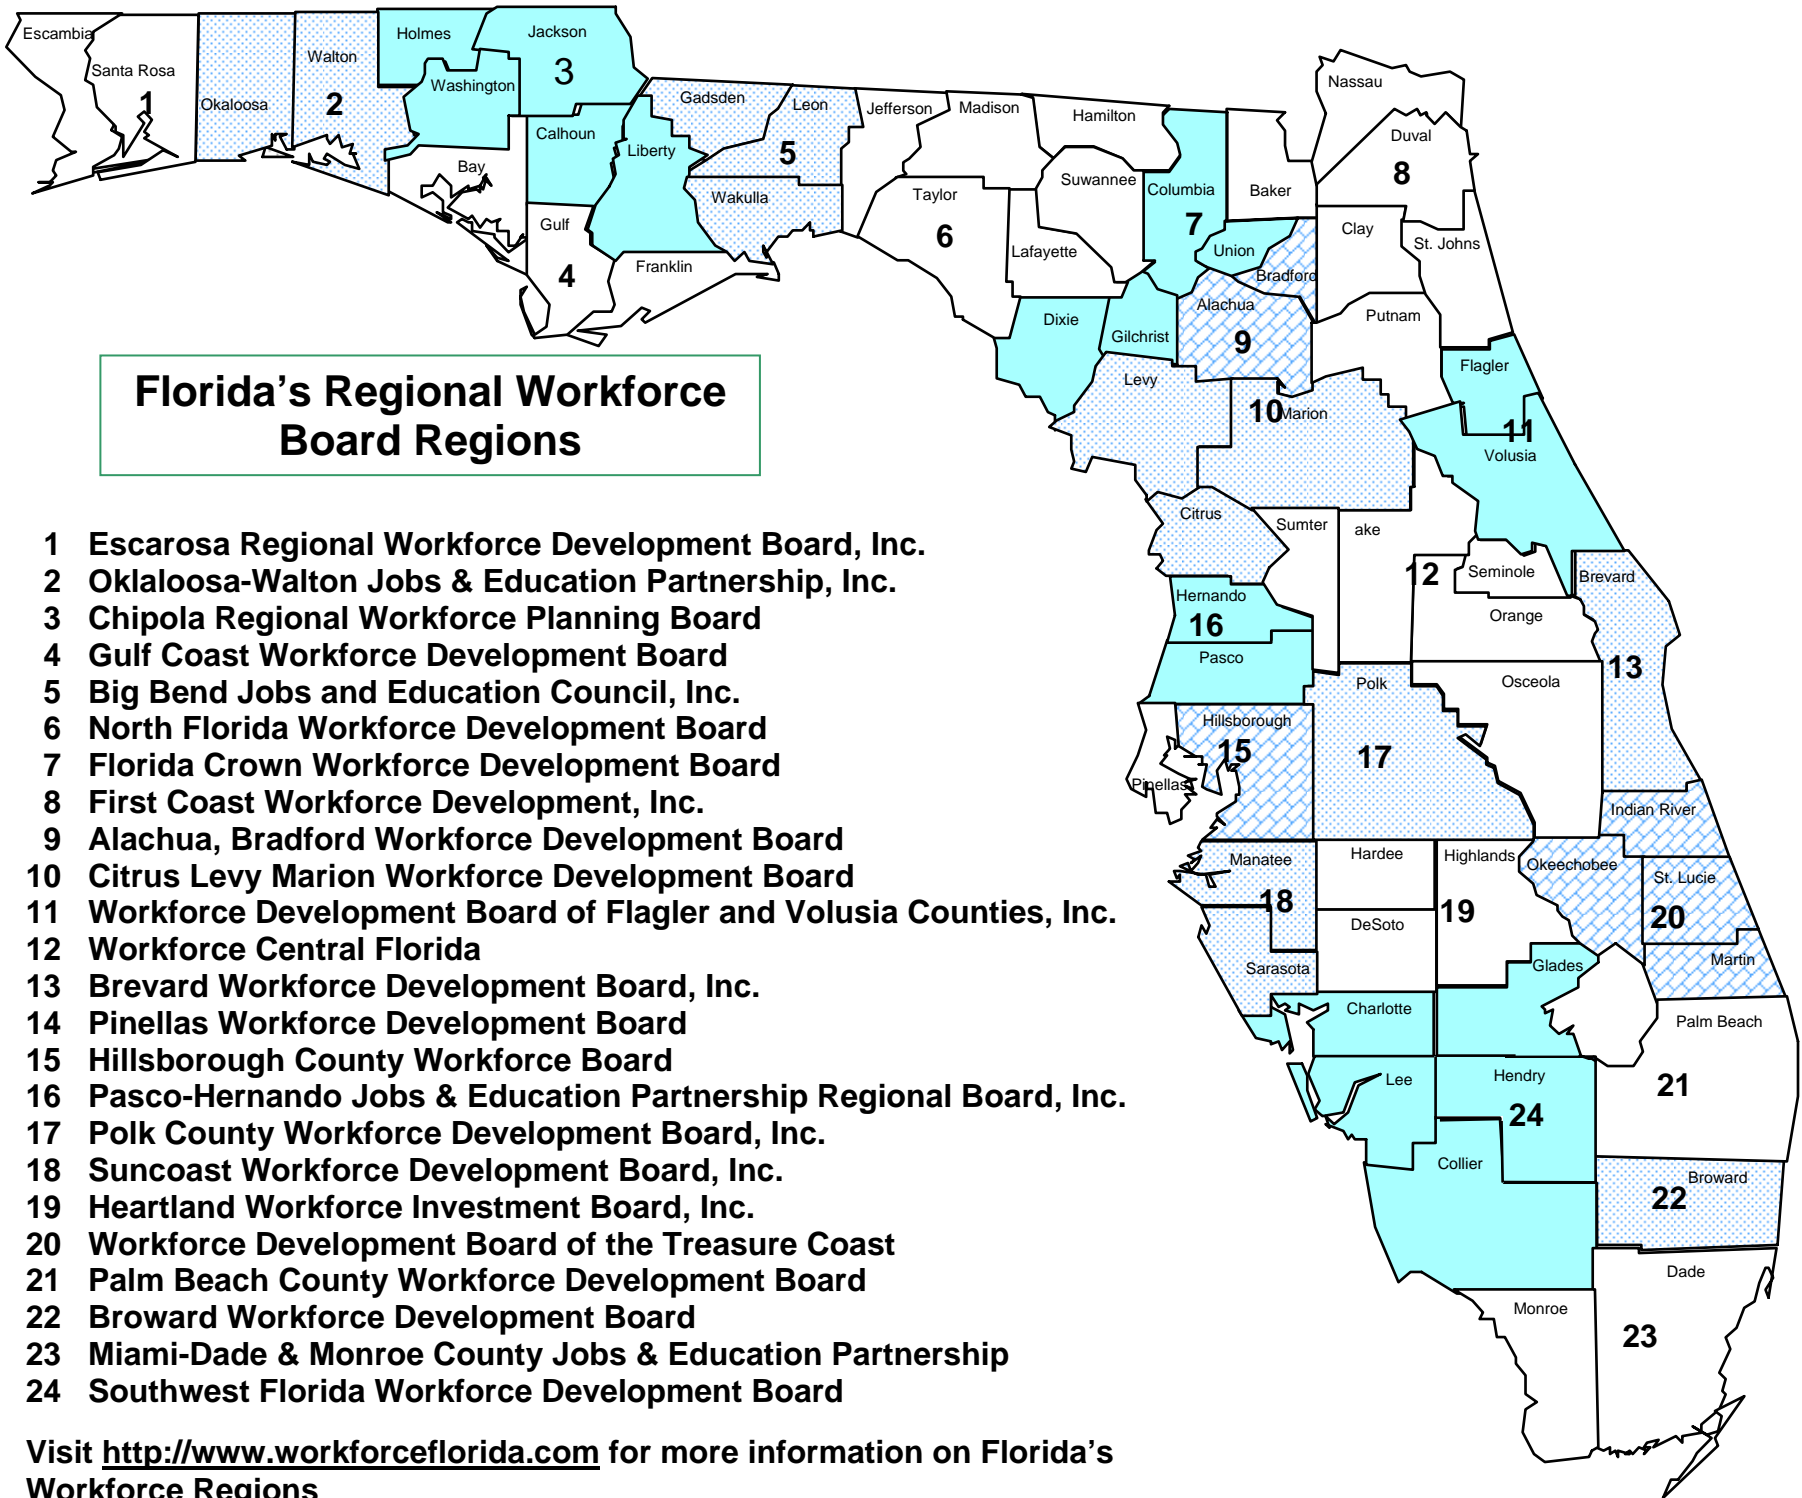 Escambia
Santa Rosa
1
Okaloosa
Walton
2
Holmes
Washington
Jackson
3
Calhoun
Bay
Gulf
4
Liberty
Franklin
Gadsden
Leon
5
Wakulla
Jefferson
Madison
Taylor
6
Hamilton
Suwannee
Lafayette
Columbia
7
Baker
Union
Bradford
Nassau
Duval
8
Clay
St. Johns
Putnam
Dixie
Gilchrist
Alachua
9
Levy
10
Marion
Flagler
11
Volusia
Citrus
Sumter
ake
12
Seminole
Orange
Brevard
13
Hernando
16
Pasco
Polk
17
Osceola
Hillsborough
15
Pinellas
Indian River
Manatee
18
Sarasota
Hardee
DeSoto
Highlands
19
Okeechobee
St. Lucie
20
Martin
Glades
Charlotte
Lee
Hendry
24
Collier
Palm Beach
21
Broward
22
Dade
23
Monroe
Florida’s Regional Workforce
Board Regions
1 Escarosa Regional Workforce Development Board, Inc.
2 Oklaloosa-Walton Jobs & Education Partnership, Inc.
3 Chipola Regional Workforce Planning Board
4 Gulf Coast Workforce Development Board
5 Big Bend Jobs and Education Council, Inc.
6 North Florida Workforce Development Board
7 Florida Crown Workforce Development Board
8 First Coast Workforce Development, Inc.
9 Alachua, Bradford Workforce Development Board
10 Citrus Levy Marion Workforce Development Board
11 Workforce Development Board of Flagler and Volusia Counties, Inc.
12 Workforce Central Florida
13 Brevard Workforce Development Board, Inc.
14 Pinellas Workforce Development Board
15 Hillsborough County Workforce Board
16 Pasco-Hernando Jobs & Education Partnership Regional Board, Inc.
17 Polk County Workforce Development Board, Inc.
18 Suncoast Workforce Development Board, Inc.
19 Heartland Workforce Investment Board, Inc.
20 Workforce Development Board of the Treasure Coast
21 Palm Beach County Workforce Development Board
22 Broward Workforce Development Board
23 Miami-Dade & Monroe County Jobs & Education Partnership
24 Southwest Florida Workforce Development Board
Visit http://www.workforceflorida.com for more information on Florida’s
Workforce Regions